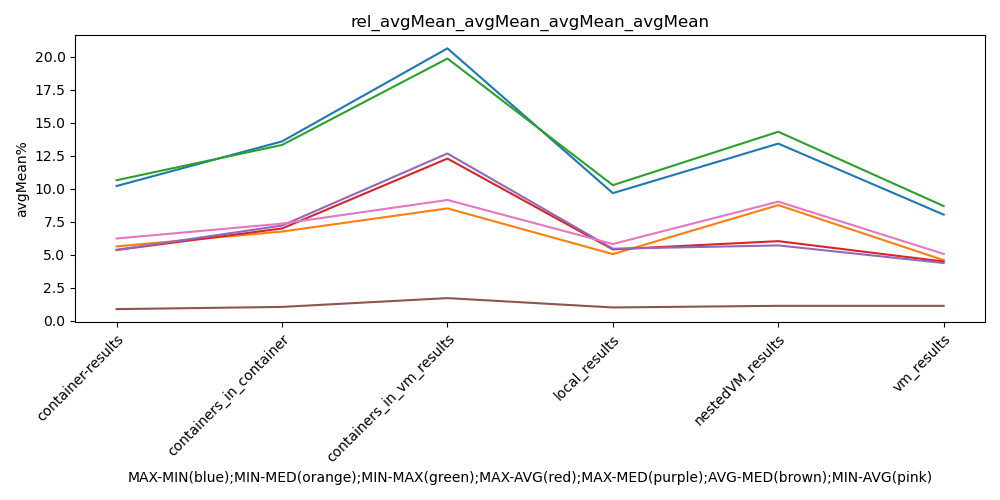 rel_avgMean_avgMean_avgMean_avgMean
avgMean%
20.0
17.5
15.0
12.5
10.0
7.5
5.0
2.5
0.0
container-results
containers_in_container
containers_in_vm_results
local_results
nestedVM_results
vm_results
MAX-MIN(blue);MIN-MED(orange);MIN-MAX(green);MAX-AVG(red);MAX-MED(purple);AVG-MED(brown);MIN-AVG(pink)